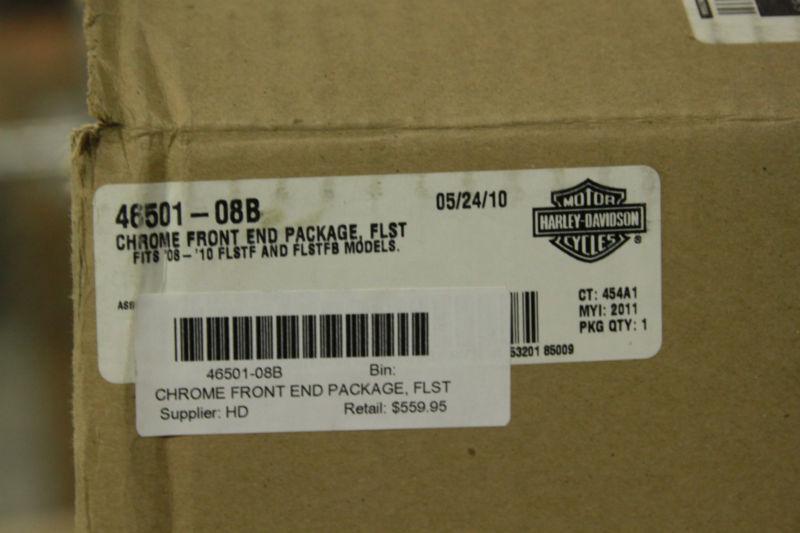 46501-08B
05/24/10
CHROME FRONT END PACKAGE, FLST
FITS '08-'10 FLSTF AND FLSTFB MODELS.
MOTOR
HARLEY-DAVIDSON
CYCLES
®
CT: 454A1
MYI: 2011
PKG QTY: 1
53201 85009
46501-08B Bin:
CHROME FRONT END PACKAGE, FLST
Supplier: HD Retail: $559.95